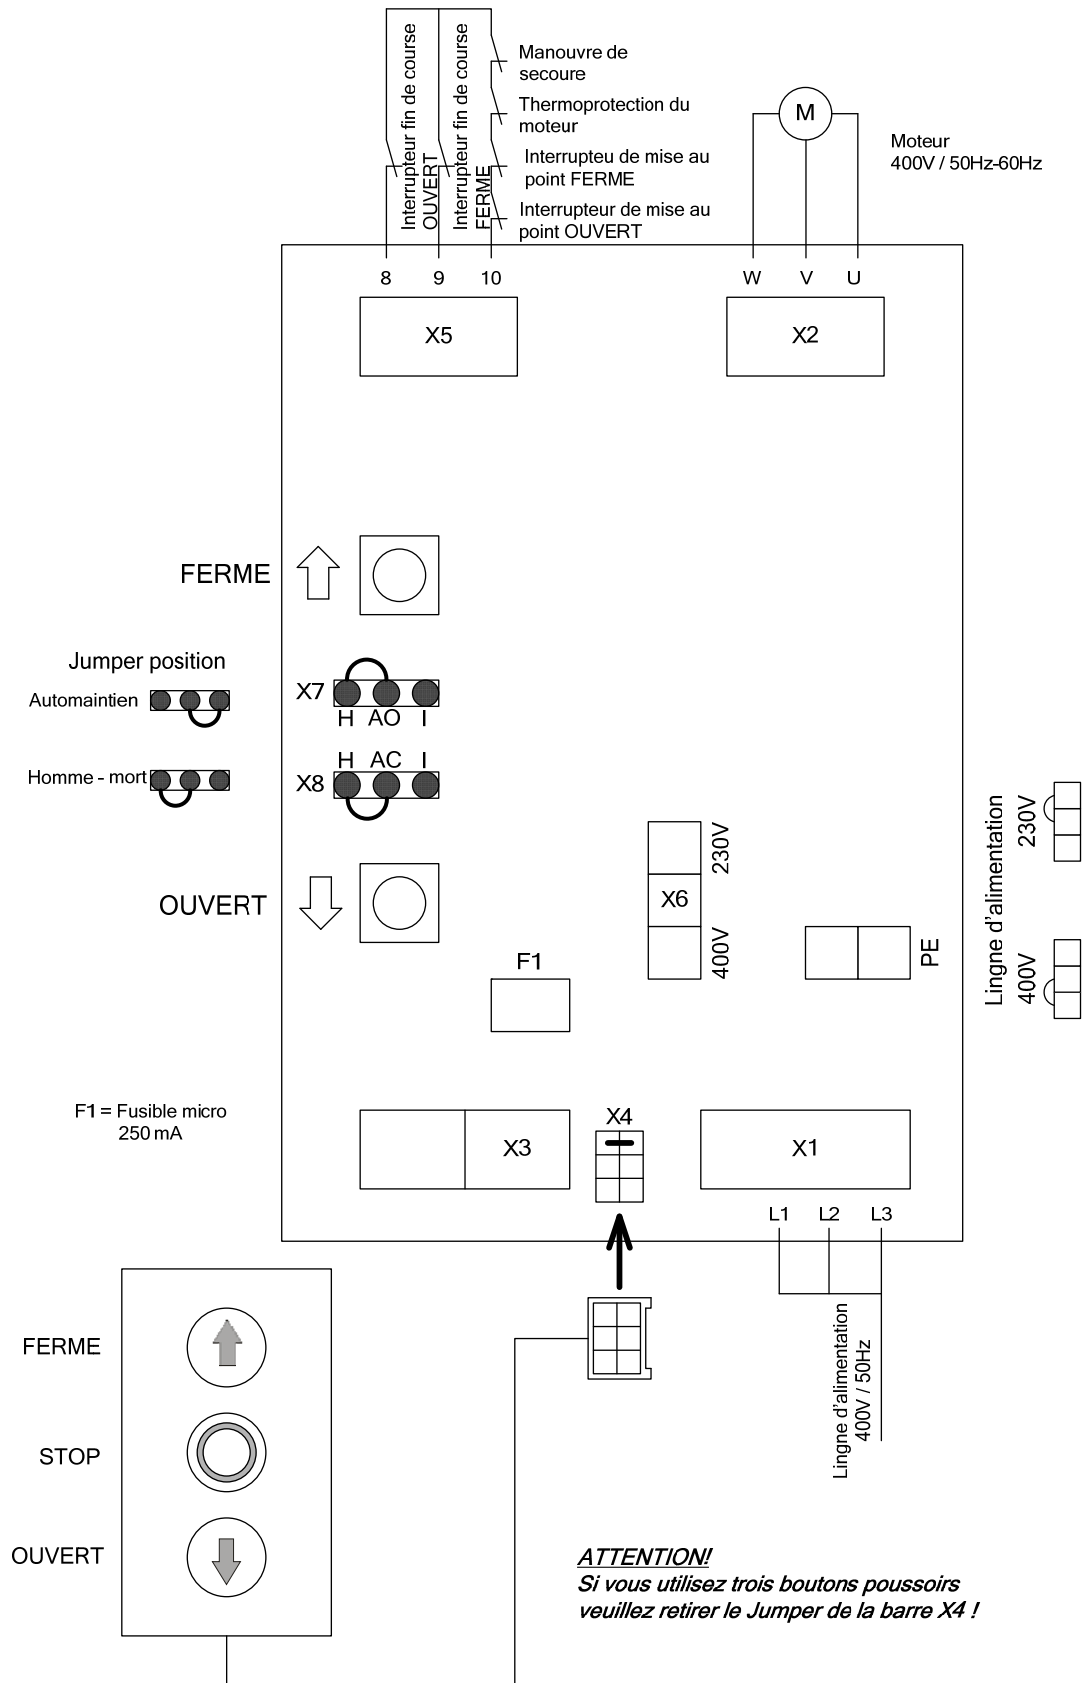 Interrupteur fin de course
OUVERT
Interrupteur fin de course
FERME
Manouvre de
secoure
Thermoprotection du
moteur
Interrupteu de mise au
point FERME
Interrupteur de mise au
point OUVERT
M
Moteur
400V / 50Hz-60Hz
8 9 10
W V U
X5
X2
FERME
Jumper position
Automaintien
Homme - mort
X7
H AO I
H AC I
X8
OUVERT
230V
X6
400V
PE
Lingne d'alimentation
230V
400V
F1
F1 = Fusible micro
250 mA
X3
X4
X1
L1 L2 L3
Lingne d'alimentation
400V / 50Hz
FERME
STOP
OUVERT
ATTENTION!
Si vous utilisez trois boutons poussoirs
veuillez retirer le Jumper de la barre X4 !